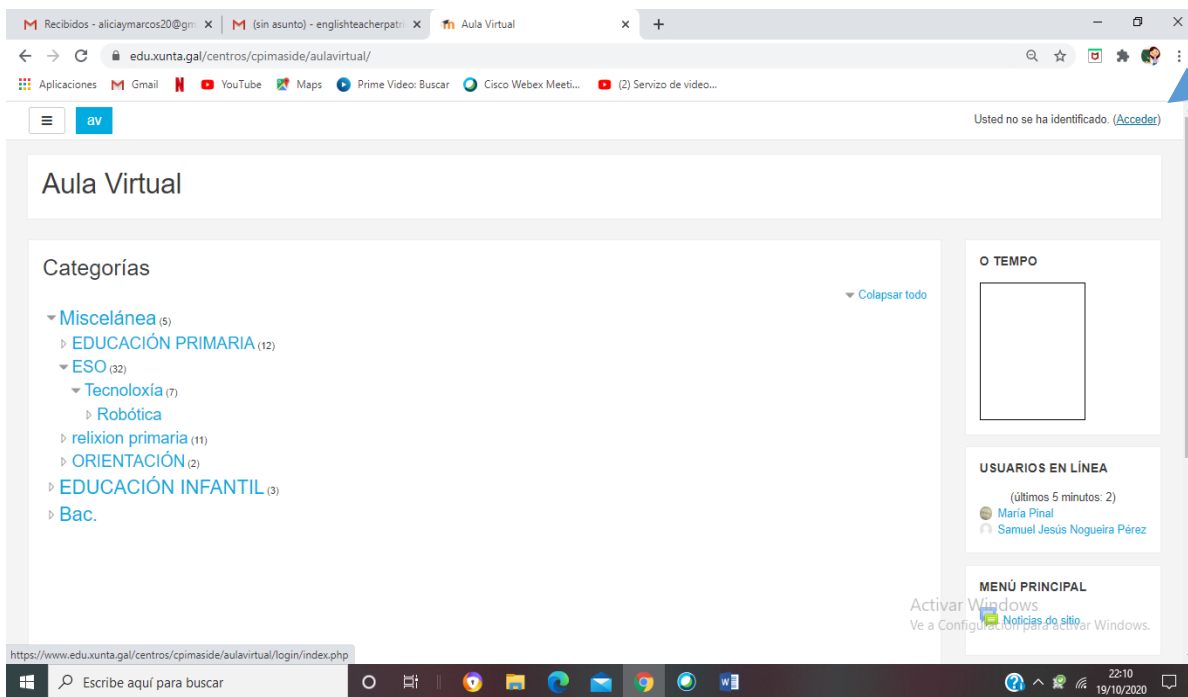 Recibidos - aliciaymarcos20@gm
(sin asunto) - englishteacherpatri
Aula Virtual
edu.xunta.gal/centros/cpimaside/aulavirtual/
Aplicaciones
Gmail
YouTube
Maps
Prime Video: Buscar
Cisco Webex Meeti...
(2) Servizo de video...
av
Usted no se ha identificado. (Acceder)
Aula Virtual
Categorías
Colapsar todo
Miscelánea (5)
EDUCACIÓN PRIMARIA (12)
ESO (32)
Tecnoloxía (7)
Robótica
relixion primaria (11)
ORIENTACIÓN (2)
EDUCACIÓN INFANTIL (3)
Bac.
O TEMPO
USUARIOS EN LÍNEA
(últimos 5 minutos: 2)
María Pinal
Samuel Jesús Nogueira Pérez
MENÚ PRINCIPAL
Noticias do sitio
Activar Windows
Ve a Configuración para activar Windows.
https://www.edu.xunta.gal/centros/cpimaside/aulavirtual/login/index.php
Escribe aquí para buscar
22:10
19/10/2020